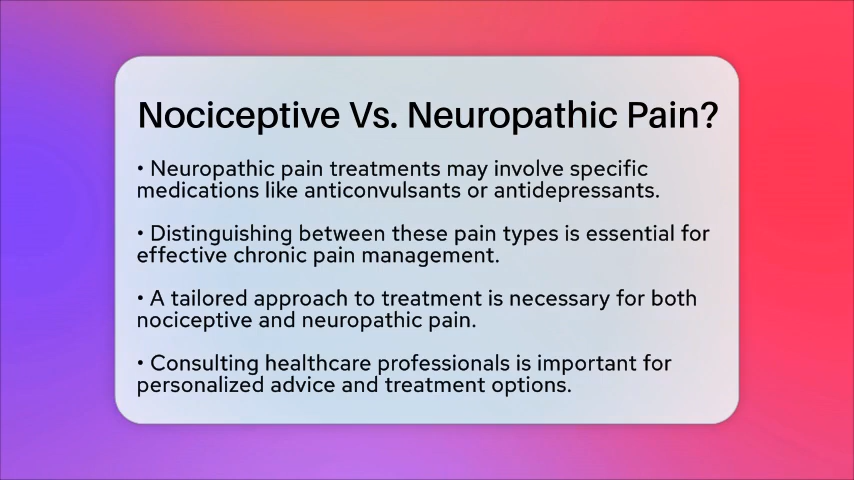 Nociceptive Vs. Neuropathic Pain?
• Neuropathic pain treatments may involve specific
medications like anticonvulsants or antidepressants.
• Distinguishing between these pain types is essential for
effective chronic pain management.
• A tailored approach to treatment is necessary for both
nociceptive and neuropathic pain.
• Consulting healthcare professionals is important for
personalized advice and treatment options.